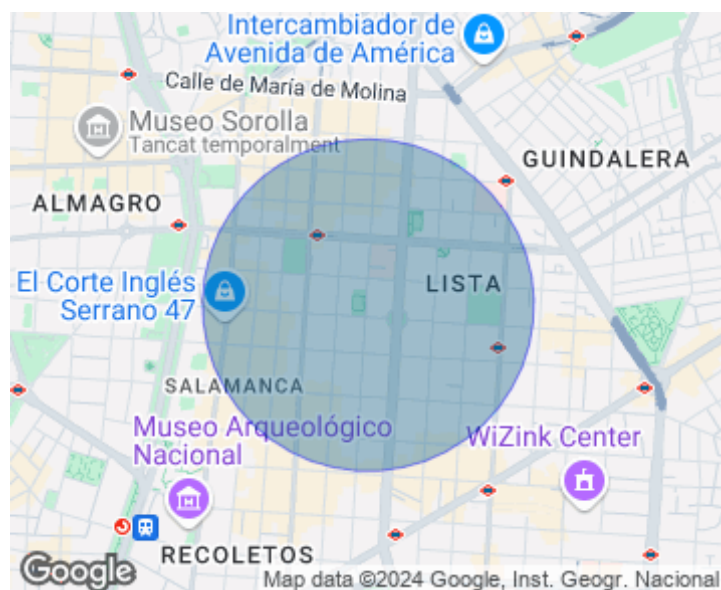 Intercambiador de
Avenida de América
Calle de María de Molina
Museo Sorolla
Tancat temporalment
GUINDALERA
ALMAGRO
El Corte Inglés
Serrano 47
LISTA
SALAMANCA
Museo Arqueológico
Nacional
WiZink Center
RECOLETOS
Google
Map data ©2024 Google, Inst. Geogr. Nacional